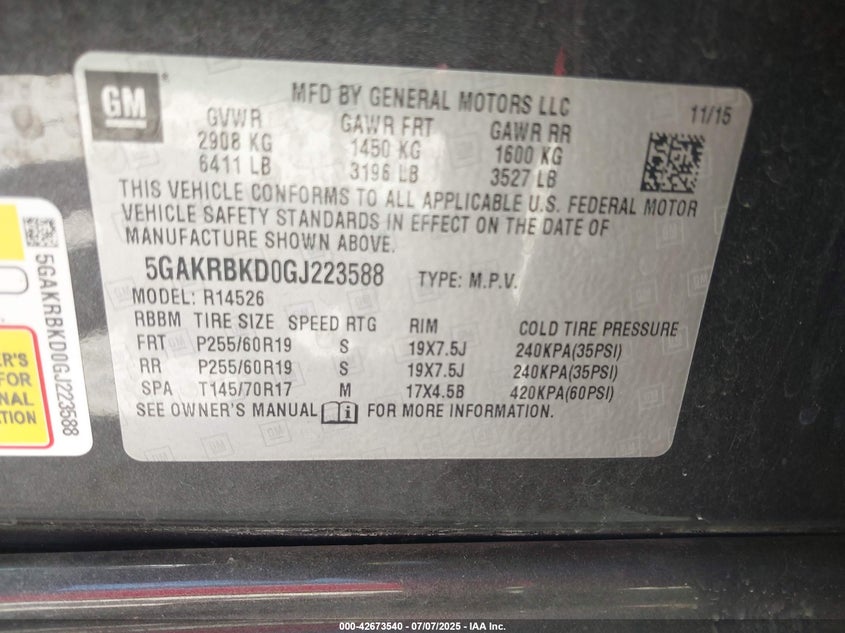 GM
MFD BY GENERAL MOTORS LLC
11/15
GVWR GAWR FRT GAWR RR
2908 KG 1450 KG 1600 KG
6411 LB 3196 LB 3527 LB
THIS VEHICLE CONFORMS TO ALL APPLICABLE U.S. FEDERAL MOTOR
VEHICLE SAFETY STANDARDS IN EFFECT ON THE DATE OF
MANUFACTURE SHOWN ABOVE.
5GAKRBKD0GJ223588 TYPE: M.P.V.
MODEL: R14526
RBBM TIRE SIZE SPEED RTG RIM COLD TIRE PRESSURE
FRT P255/60R19 S 19X7.5J 240KPA(35PSI)
RR P255/60R19 S 19X7.5J 240KPA(35PSI)
SPA T145/70R17 M 17X4.5B 420KPA(60PSI)
SEE OWNER'S MANUAL i FOR MORE INFORMATION.
5GAKRBKD0GJ223588
FOR
000-42673540 - 07/07/2025 - IAA Inc.